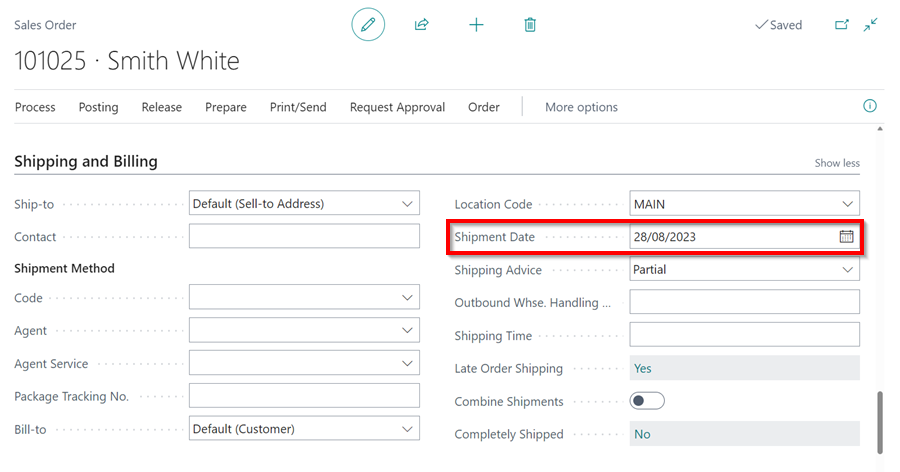 Sales Order
Saved
101025 · Smith White
Process Posting Release Prepare Print/Send Request Approval Order More options
Shipping and Billing
Show less
Ship-to Default (Sell-to Address)
Contact
Shipment Method
Code
Agent
Agent Service
Package Tracking No.
Bill-to Default (Customer)
Location Code MAIN
Shipment Date 28/08/2023
Shipping Advice Partial
Outbound Whse. Handling ...
Shipping Time
Late Order Shipping Yes
Combine Shipments
Completely Shipped No